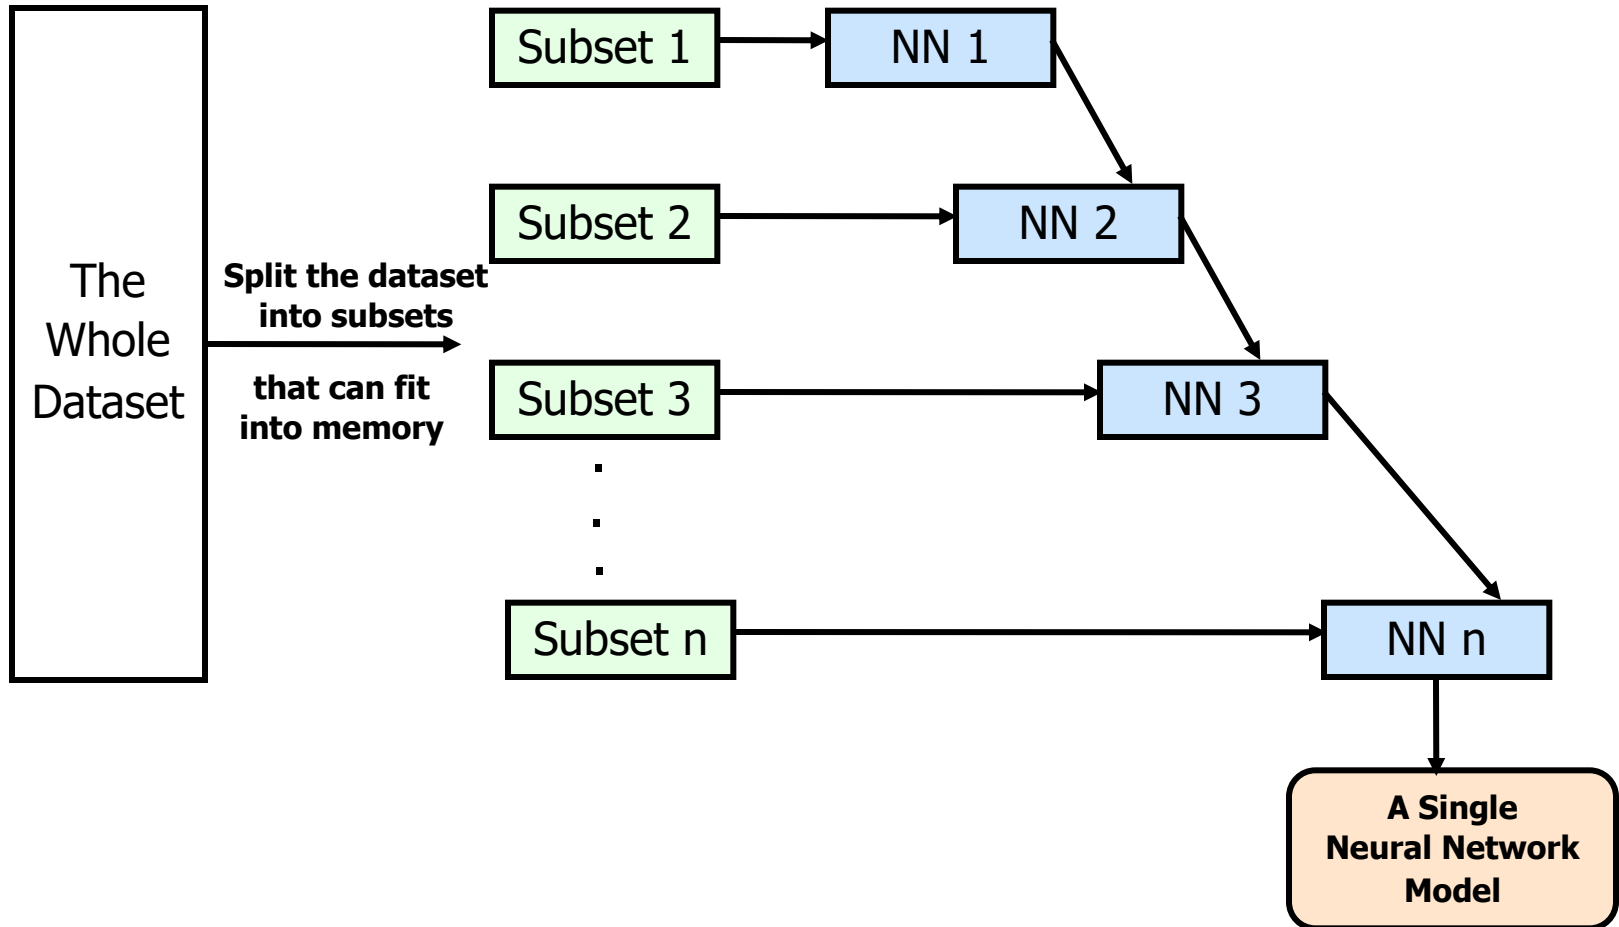 The
Whole
Dataset
Split the dataset
into subsets
that can fit
into memory
Subset 1
NN 1
Subset 2
NN 2
Subset 3
NN 3
.
.
.
Subset n
NN n
A Single
Neural Network
Model